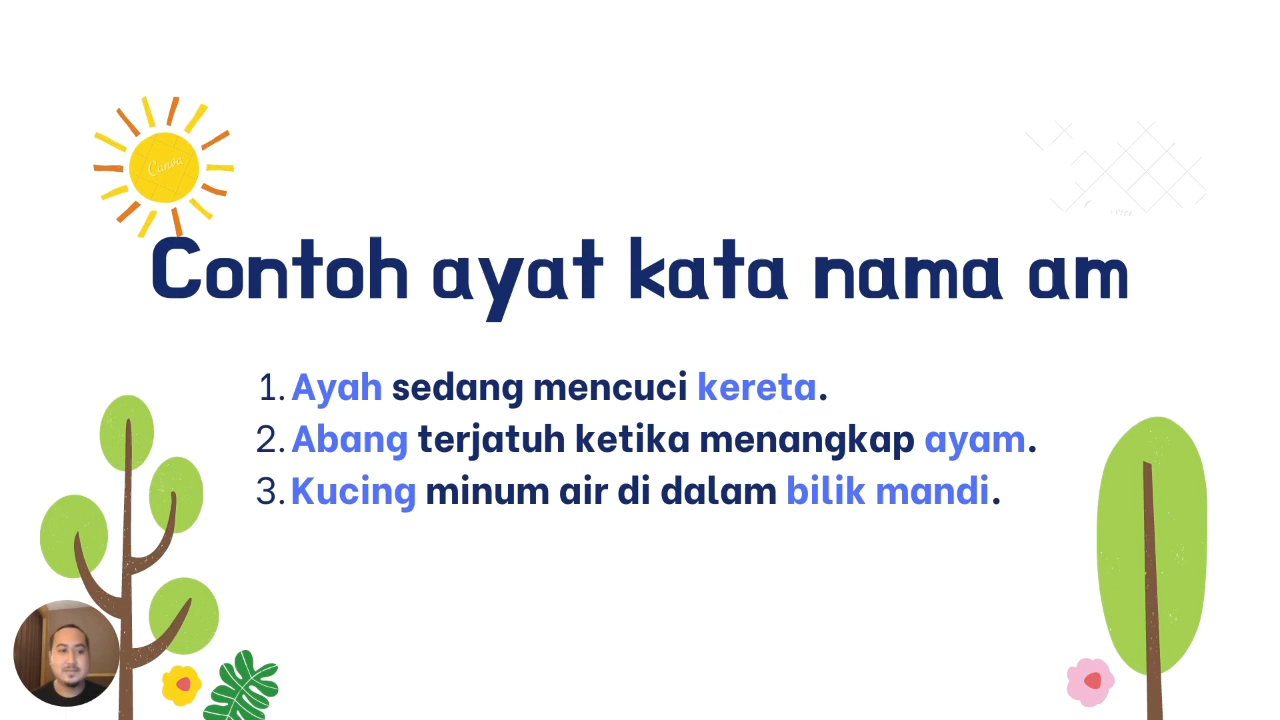 Canva
Contoh ayat kata nama am
1. Ayah sedang mencuci kereta.
2. Abang terjatuh ketika menangkap ayam.
3. Kucing minum air di dalam bilik mandi.